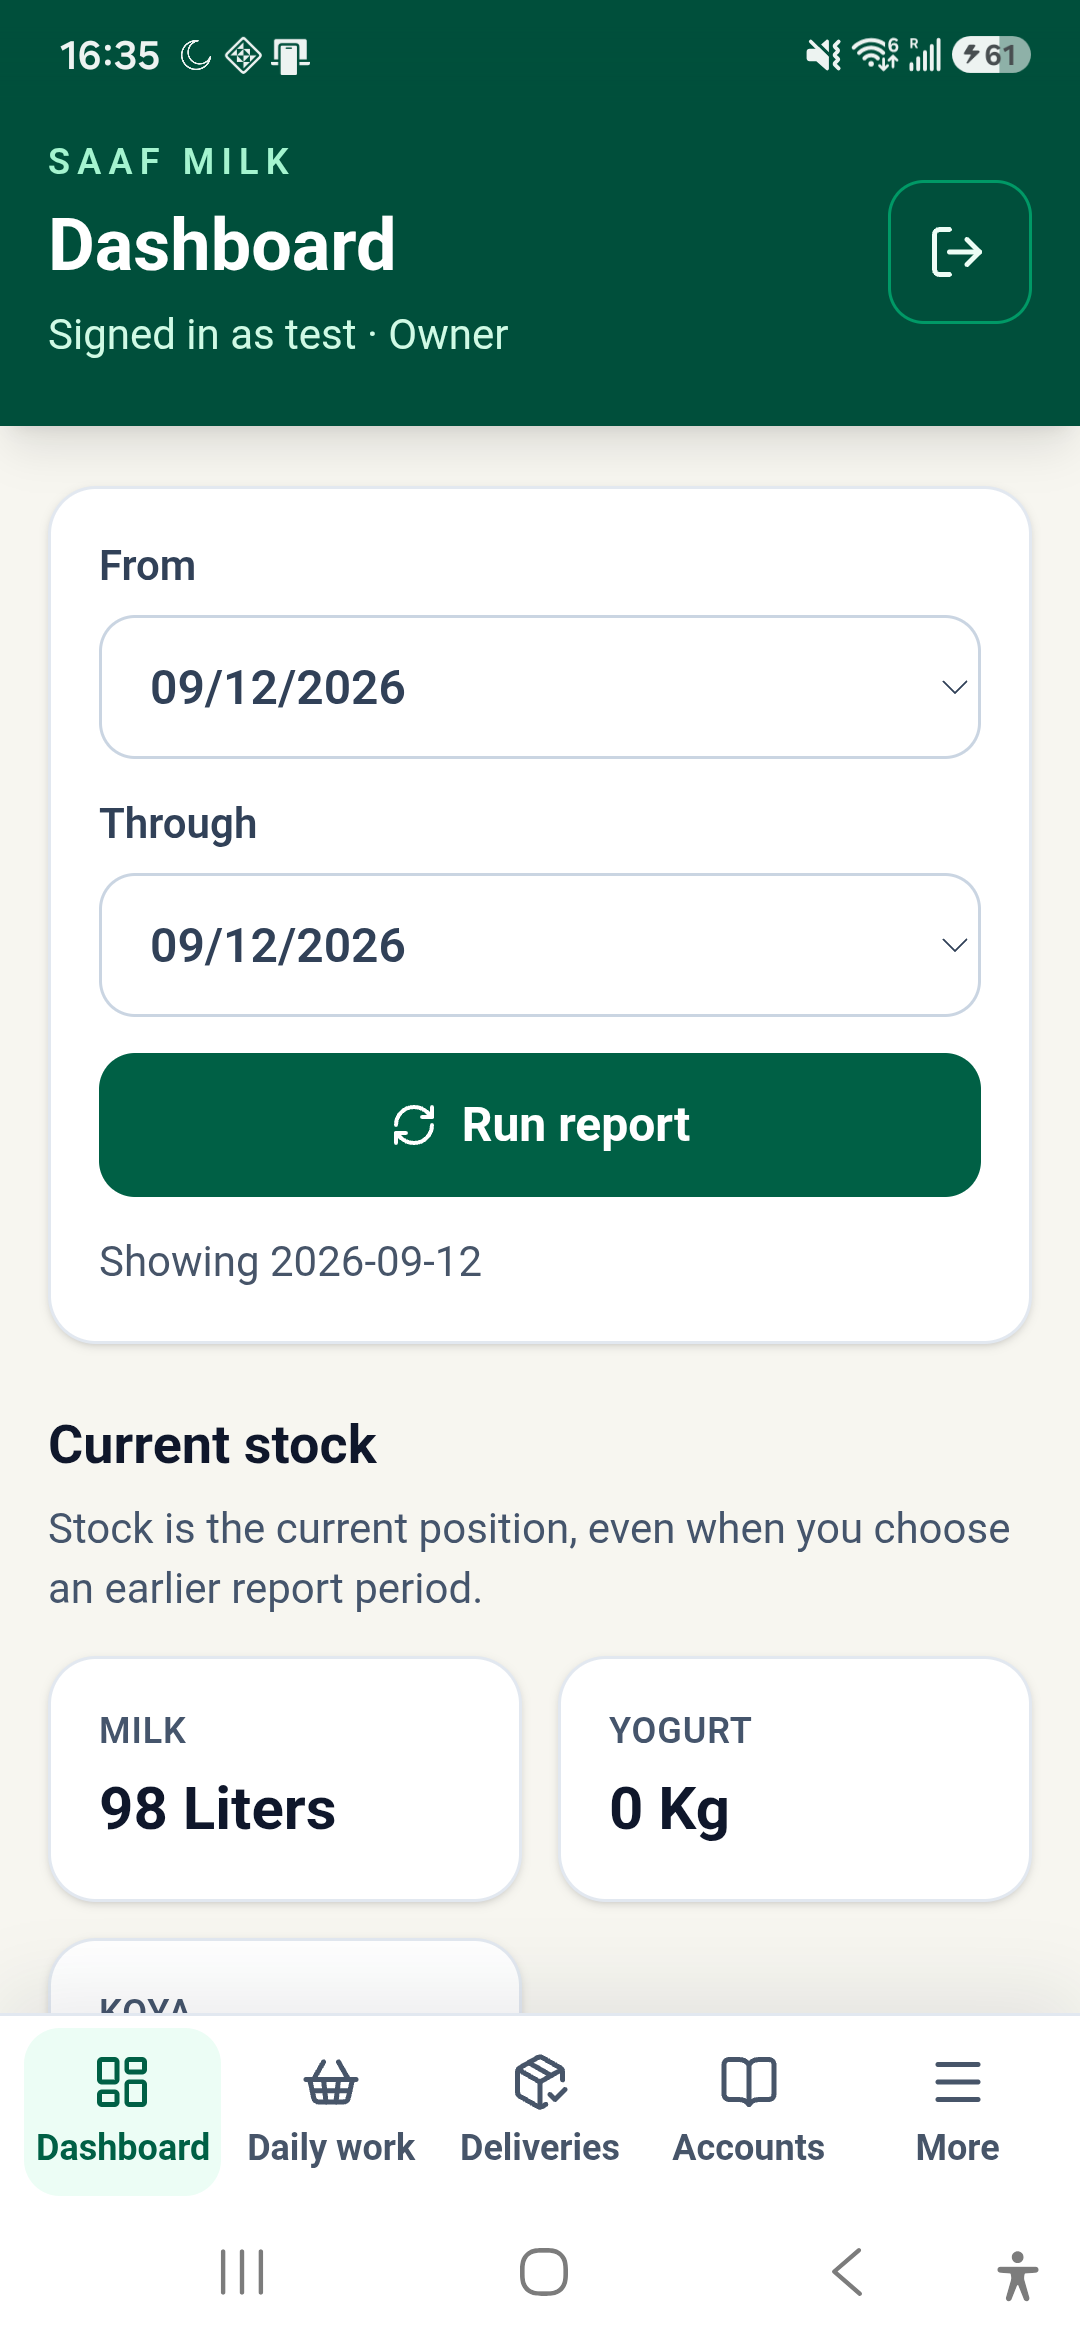 16:35
6
R
61
SAAF MILK
Dashboard
Signed in as test · Owner
From
09/12/2026
Through
09/12/2026
Run report
Showing 2026-09-12
Current stock
Stock is the current position, even when you choose
an earlier report period.
MILK
98 Liters
YOGURT
0 Kg
KOYA
Dashboard
Daily work
Deliveries
Accounts
More